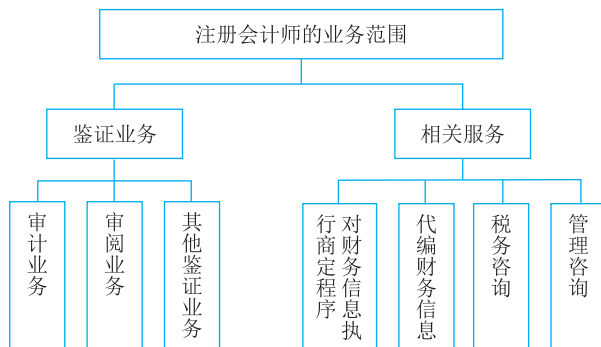 注册会计师的业务范围
鉴证业务
相关服务
审计业务
审阅业务
其他鉴证业务
对财务信息执
行商定程序
代编财务信息
税务咨询
管理咨询